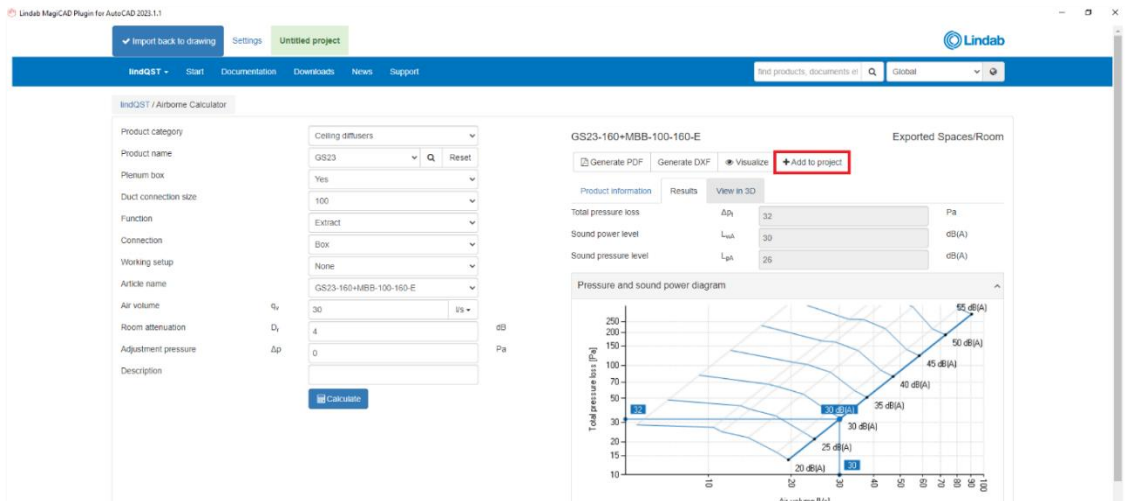 Lindab MagiCAD Plugin for AutoCAD 2023.1.1
Import back to drawing Settings Untitled project Lindab
lindQST Start Documentation Downloads News Support find products, documents et Global
lindQST / Airborne Calculator
Product category Ceiling diffusers
Product name GS23 Reset
Plenum box Yes
Duct connection size 100
Function Extract
Connection Box
Working setup None
Article name GS23-160+MBB-100-160-E
Air volume qv 30 l/s
Room attenuation Dr 4 dB
Adjustment pressure Δp 0 Pa
Description
Calculate
GS23-160+MBB-100-160-E Exported Spaces/Room
Generate PDF Generate DXF Visualize + Add to project
Product information Results View in 3D
Total pressure loss Δpt 32 Pa
Sound power level LwA 30 dB(A)
Sound pressure level LpA 26 dB(A)
Pressure and sound power diagram
Total pressure loss [Pa]
250
200
150
100
70
50
30
20
15
10
32
55 dB(A)
50 dB(A)
45 dB(A)
40 dB(A)
35 dB(A)
30 dB(A)
30 dB(A)
25 dB(A)
20 dB(A)
30
10 20 30 40 50 60 70 80 90 100
Air volume [l/s]